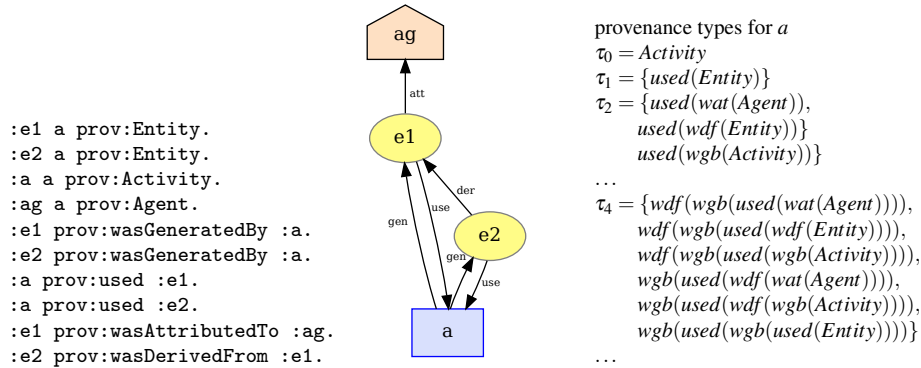 :e1 a prov:Entity.
:e2 a prov:Entity.
:a a prov:Activity.
:ag a prov:Agent.
:e1 prov:wasGeneratedBy :a.
:e2 prov:wasGeneratedBy :a.
:a prov:used :e1.
:a prov:used :e2.
:e1 prov:wasAttributedTo :ag.
:e2 prov:wasDerivedFrom :e1.
ag
att
e1
der
use
gen
e2
gen
use
a
provenance types for a
τ0 = Activity
τ1 = {used(Entity)}
τ2 = {used(wat(Agent)),
used(wdf(Entity))}
used(wgb(Activity))}
...
τ4 = {wdf(wgb(used(wat(Agent)))),
wdf(wgb(used(wdf(Entity)))),
wdf(wgb(used(wgb(Activity)))),
wgb(used(wdf(wat(Agent)))),
wgb(used(wdf(wgb(Activity)))),
wgb(used(wgb(used(Entity))))}
...